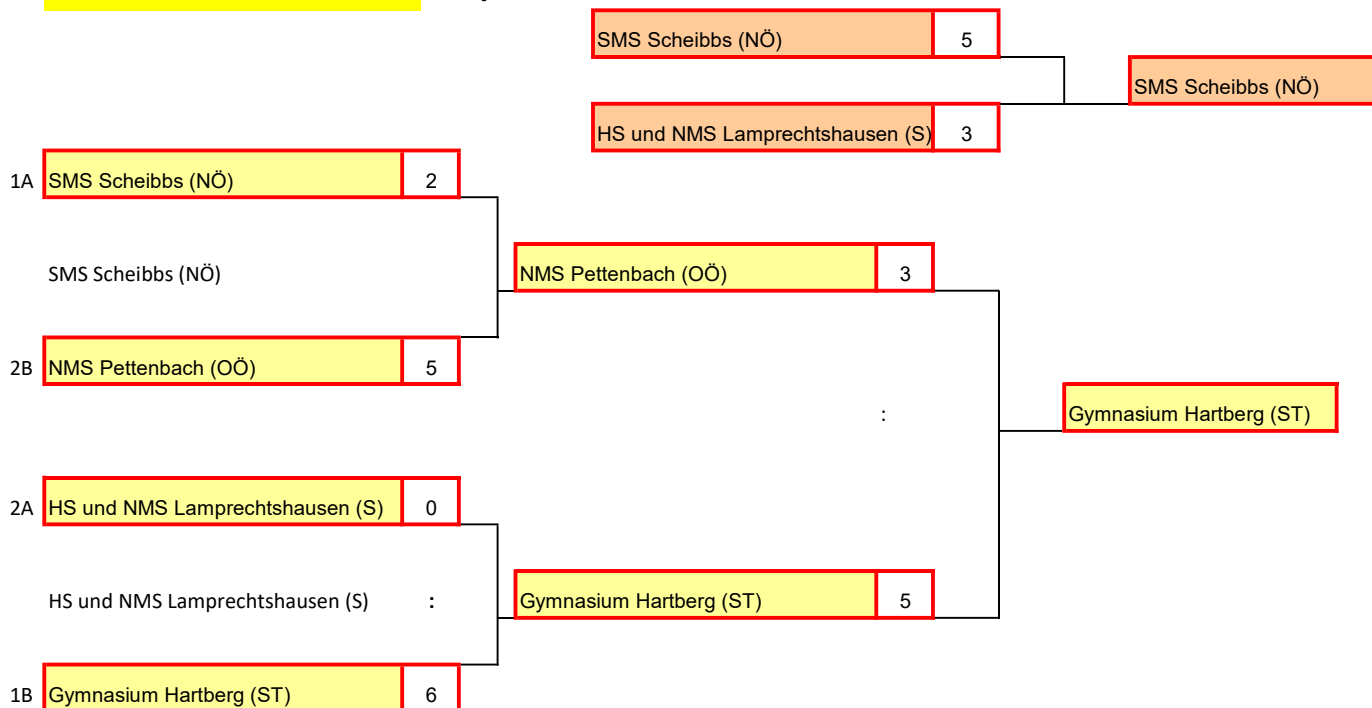 SMS Scheibbs (NÖ) 5
SMS Scheibbs (NÖ)
HS und NMS Lamprechtshausen (S) 3
1A SMS Scheibbs (NÖ) 2
SMS Scheibbs (NÖ)
NMS Pettenbach (OÖ) 3
2B NMS Pettenbach (OÖ) 5
: Gymnasium Hartberg (ST)
2A HS und NMS Lamprechtshausen (S) 0
HS und NMS Lamprechtshausen (S) :
Gymnasium Hartberg (ST) 5
1B Gymnasium Hartberg (ST) 6